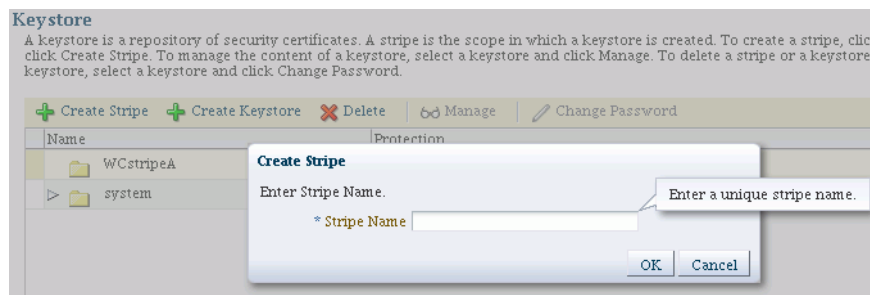 Keystore
A keystore is a repository of security certificates. A stripe is the scope in which a keystore is created. To create a stripe, clic
click Create Stripe. To manage the content of a keystore, select a keystore and click Manage. To delete a stripe or a keystore
keystore, select a keystore and click Change Password.
Create Stripe Create Keystore Delete Manage Change Password
Name Protection
WCstripeA
system
Create Stripe
Enter Stripe Name.
Enter a unique stripe name.
* Stripe Name
OK Cancel